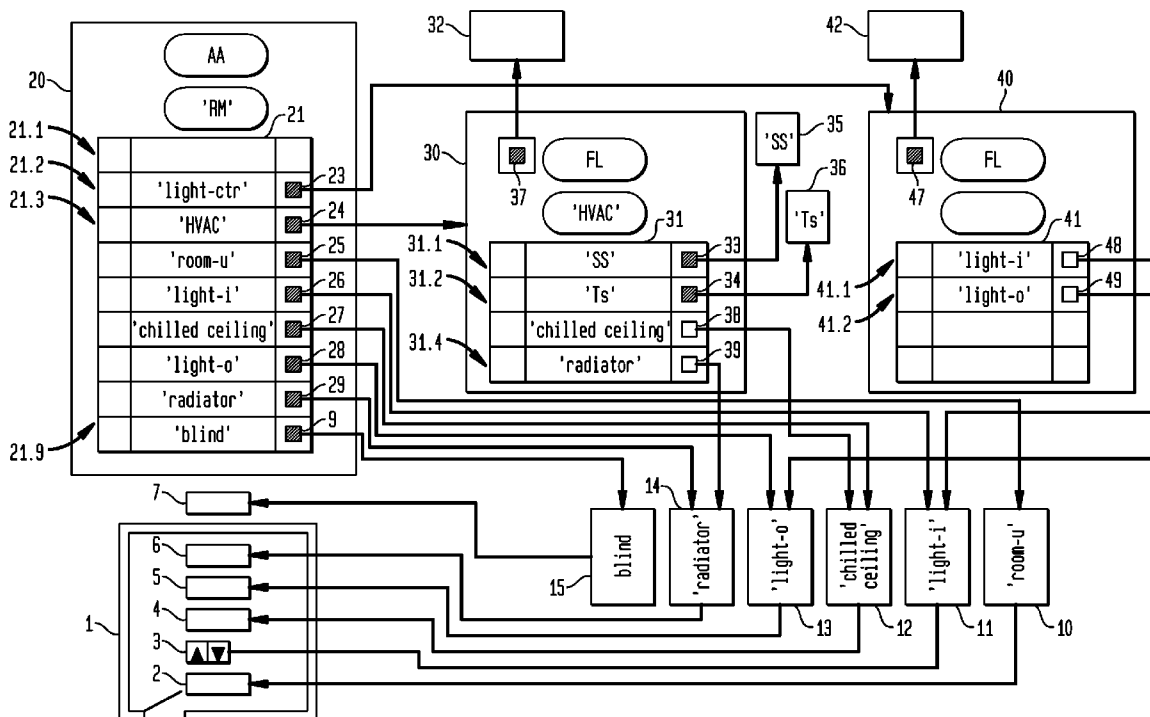 20
AA
'RM'
21
21.1
21.2
21.3
21.9
'light-ctr' 23
'HVAC' 24
'room-u' 25
'light-i' 26
'chilled ceiling' 27
'light-o' 28
'radiator' 29
'blind' 9
32
30
37
FL
'HVAC'
31
31.1
31.2
31.4
'SS' 33
'Ts' 34
'chilled ceiling' 38
'radiator' 39
'SS' 35
36
'Ts'
42
40
47
FL
41
41.1
41.2
'light-i' 48
'light-o' 49
7
6
5
4
3
2
1
blind
15
'radiator'
14
'light-o'
13
'chilled
ceiling'
12
'light-i'
11
'room-u'
10